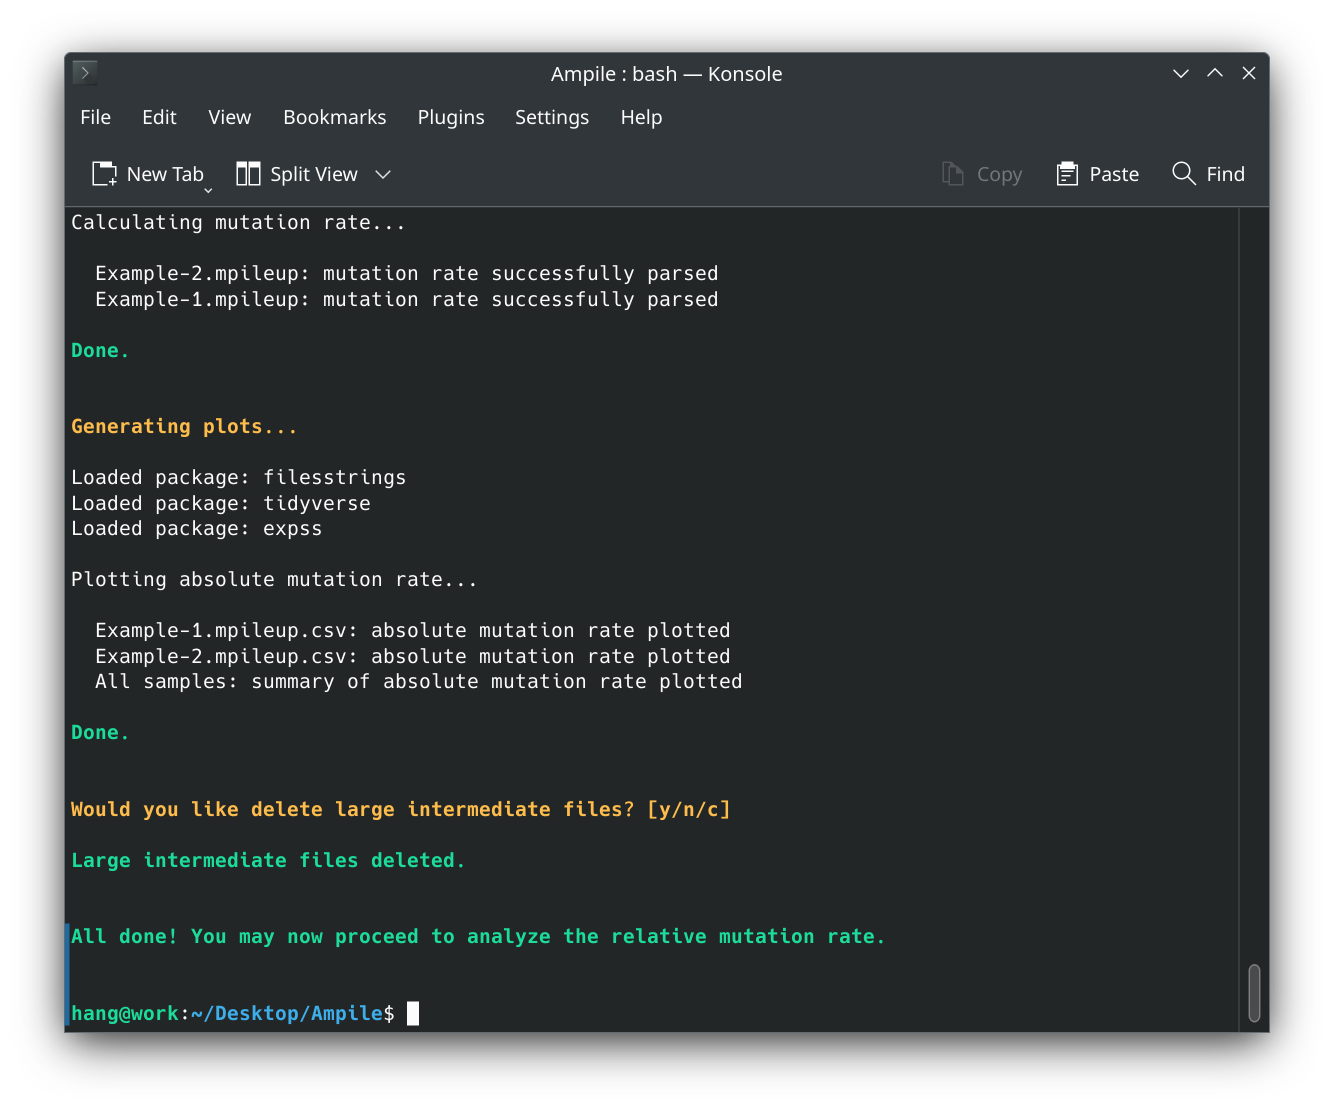 Ampile : bash — Konsole
File Edit View Bookmarks Plugins Settings Help
New Tab Split View Copy Paste Find
Calculating mutation rate...
Example-2.mpileup: mutation rate successfully parsed
Example-1.mpileup: mutation rate successfully parsed
Done.
Generating plots...
Loaded package: filesstrings
Loaded package: tidyverse
Loaded package: expss
Plotting absolute mutation rate...
Example-1.mpileup.csv: absolute mutation rate plotted
Example-2.mpileup.csv: absolute mutation rate plotted
All samples: summary of absolute mutation rate plotted
Done.
Would you like delete large intermediate files? [y/n/c]
Large intermediate files deleted.
All done! You may now proceed to analyze the relative mutation rate.
hang@work:~/Desktop/Ampile$